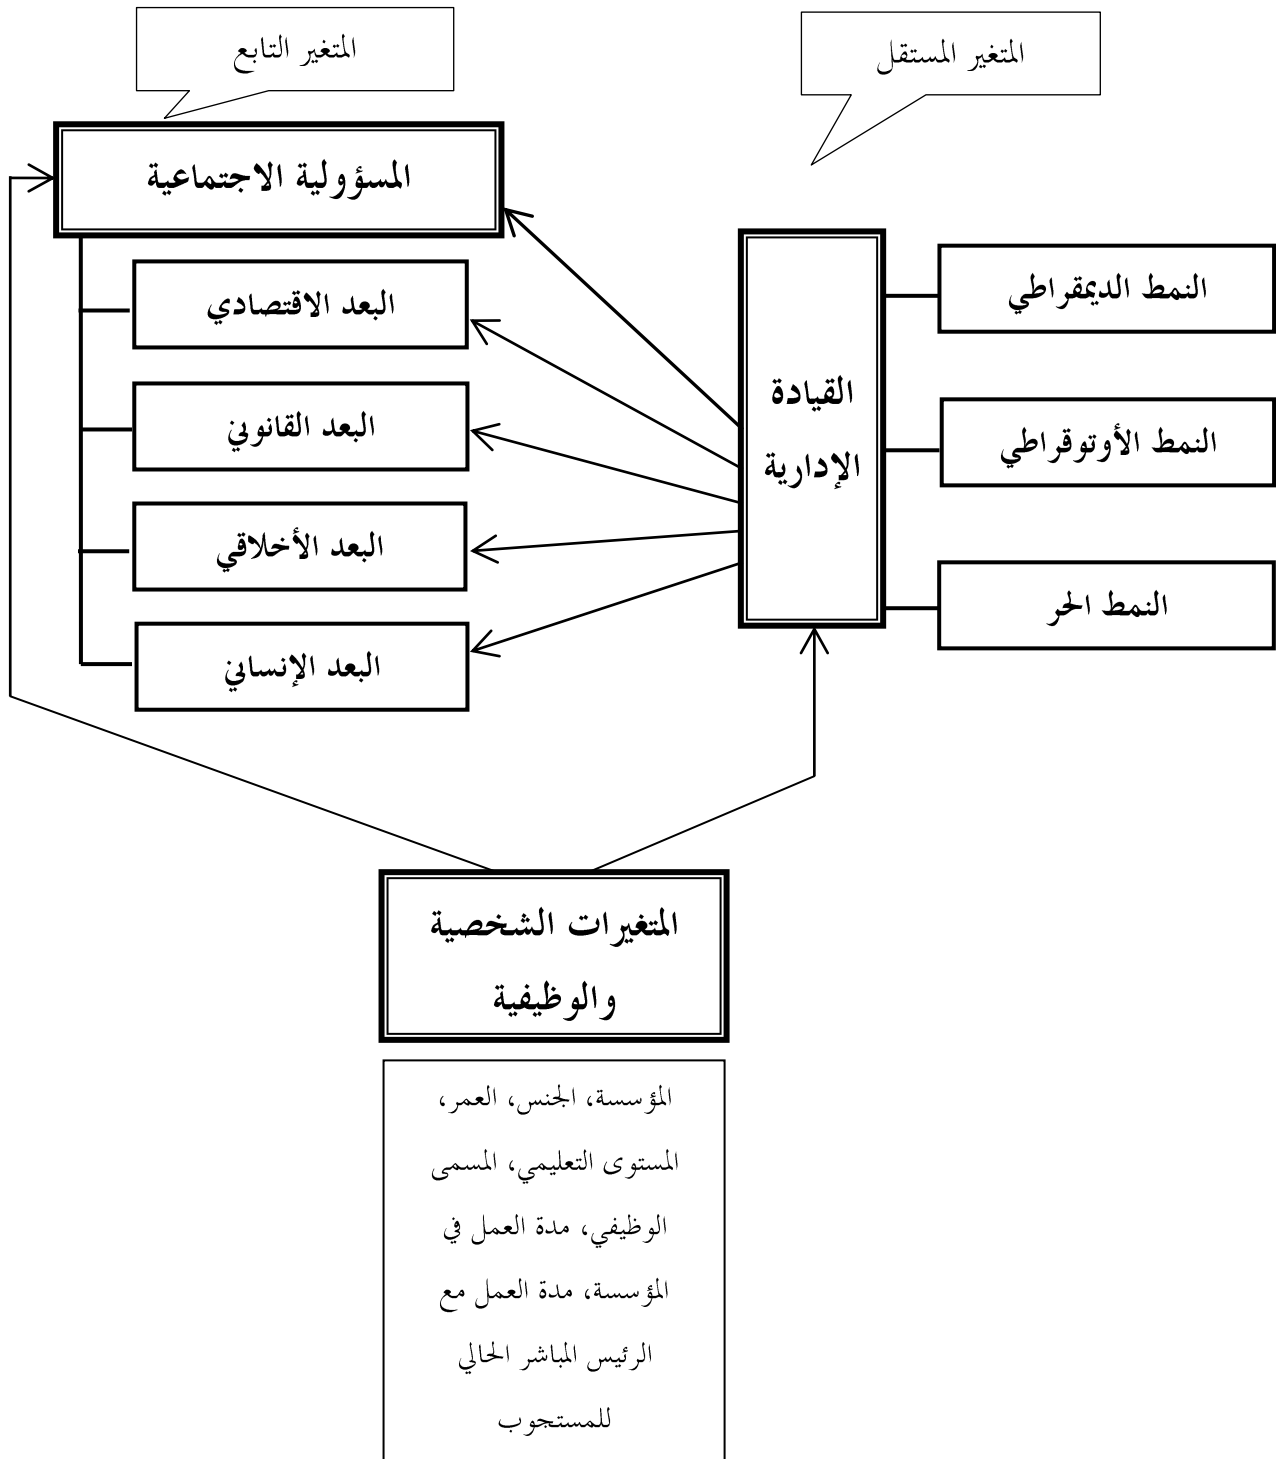 المتغير المستقل
المتغير التابع
المسؤولية الاجتماعية
النمط الديمقراطي
البعد الاقتصادي
القيادة
الإدارية
النمط الأوتوقراطي
البعد القانوني
البعد الأخلاقي
النمط الحر
البعد الإنساني
المتغيرات الشخصية
والوظيفية
المؤسسة، الجنس، العمر،
المستوى التعليمي، المسمى
الوظيفي، مدة العمل في
المؤسسة، مدة العمل مع
الرئيس المباشر الحالي
للمستجوب